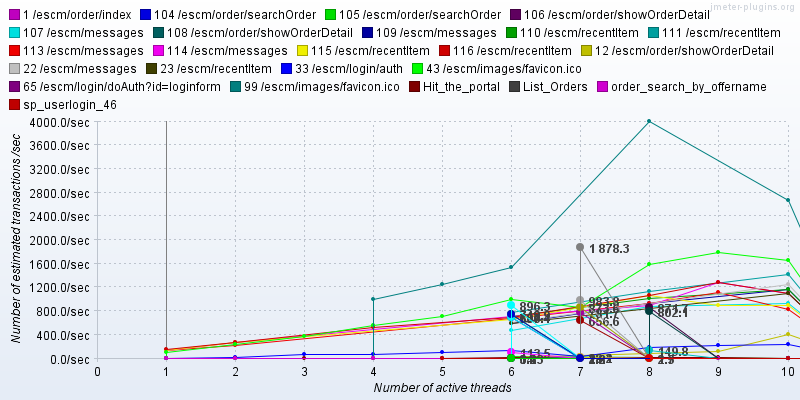 jmeter-plugins.org
1 /escm/order/index 104 /escm/order/searchOrder 105 /escm/order/searchOrder 106 /escm/order/showOrderDetail
107 /escm/messages 108 /escm/order/showOrderDetail 109 /escm/messages 110 /escm/recentItem 111 /escm/recentItem
113 /escm/messages 114 /escm/messages 115 /escm/recentItem 116 /escm/recentItem 12 /escm/order/showOrderDetail
22 /escm/messages 23 /escm/recentItem 33 /escm/login/auth 43 /escm/images/favicon.ico
65 /escm/login/doAuth?id=loginform 99 /escm/images/favicon.ico Hit_the_portal List_Orders order_search_by_offername
sp_userlogin_46
4000.0/sec
3600.0/sec
3200.0/sec
2800.0/sec
2400.0/sec
2000.0/sec
1600.0/sec
1200.0/sec
800.0/sec
400.0/sec
0.0/sec
Number of estimated transactions /sec
1 878.3
896.3
983.8
656.6
802.1
113.5
149.8
0 1 2 3 4 5 6 7 8 9 10
Number of active threads